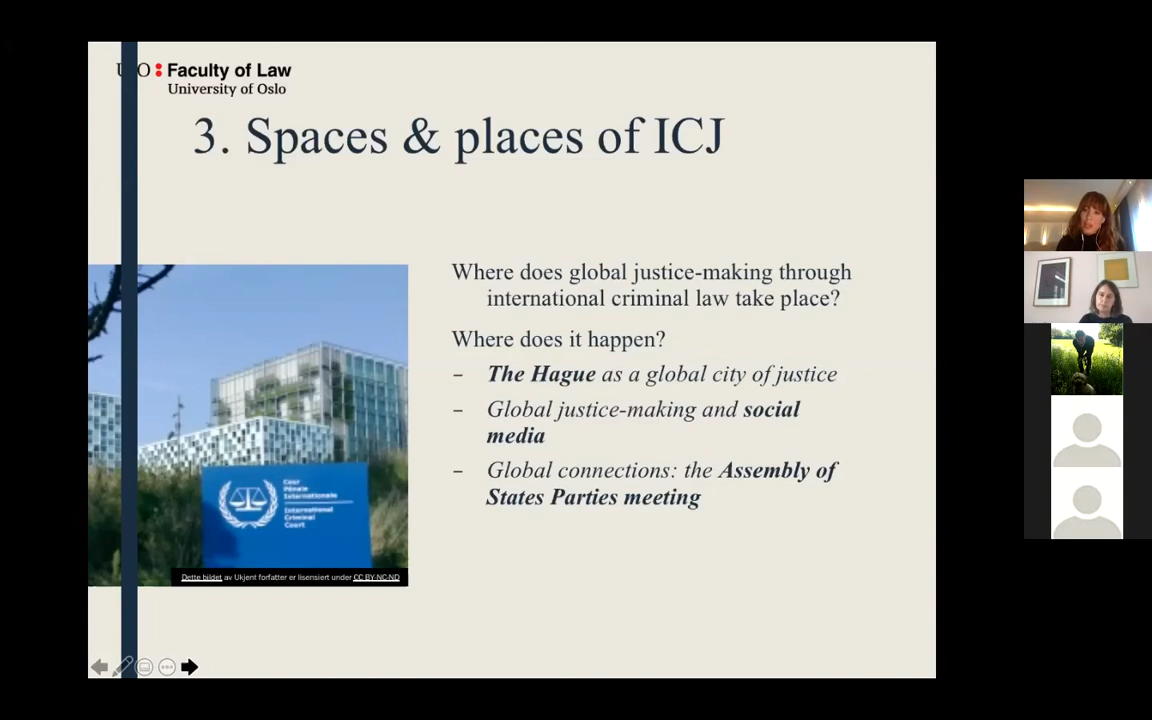 UiO : Faculty of Law
University of Oslo
3. Spaces & places of ICJ
Where does global justice-making through
international criminal law take place?
Where does it happen?
– The Hague as a global city of justice
– Global justice-making and social
media
– Global connections: the Assembly of
States Parties meeting
Cour
Pénale
Internationale
International
Criminal
Court
Dette bildet av Ukjent forfatter er lisensiert under CC BY-NC-ND